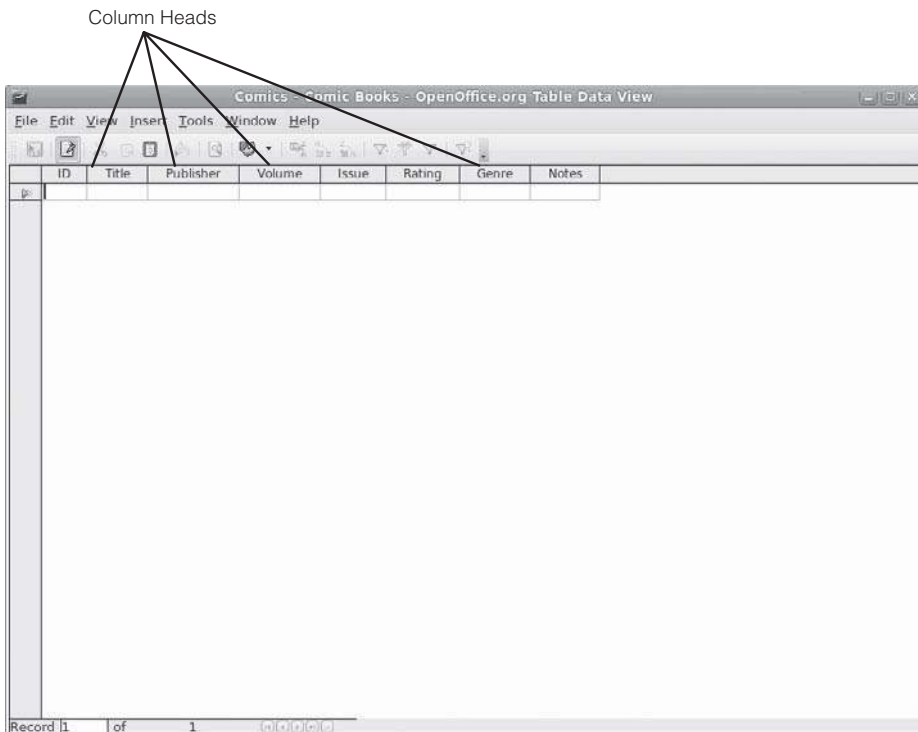 Column Heads
Comics - Comic Books - OpenOffice.org Table Data View
File Edit View Insert Tools Window Help
ID Title Publisher Volume Issue Rating Genre Notes
Record 1 of 1